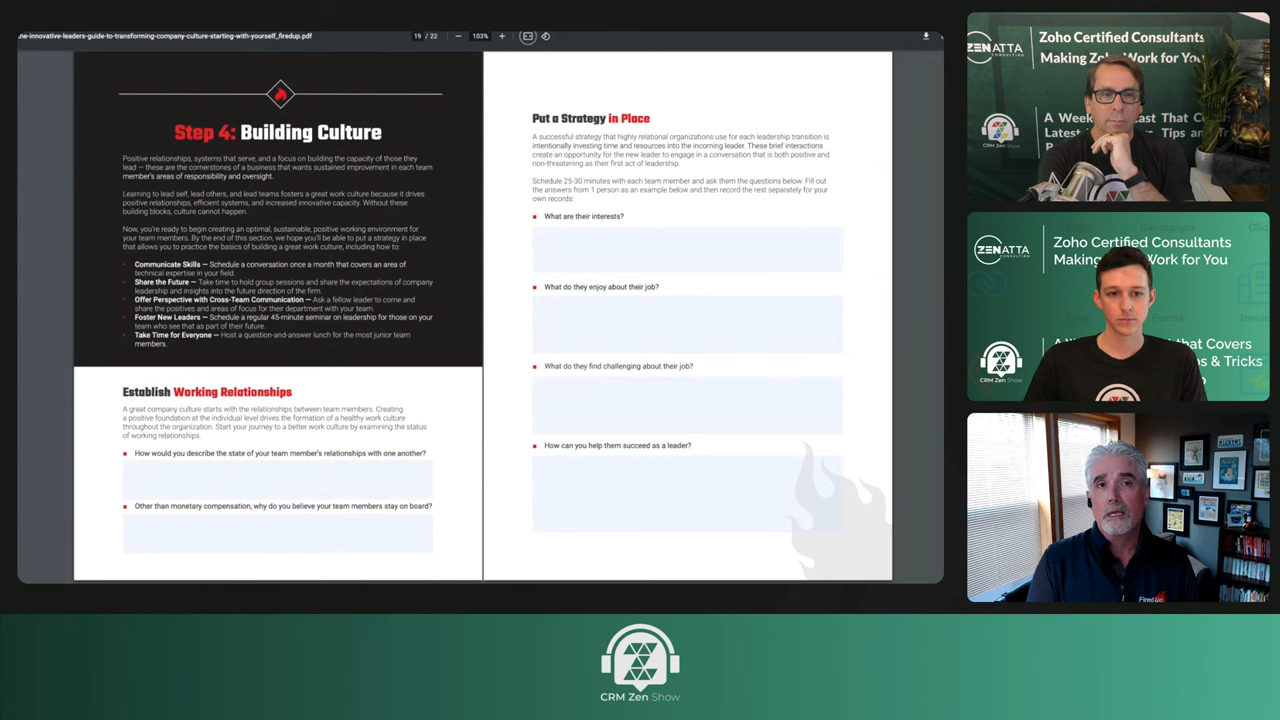 ne-innovative-leaders-guide-to-transforming-company-culture-starting-with-yourself_firedup.pdf
19 / 22
103%
Step 4: Building Culture
Positive relationships, systems that serve, and a focus on building the capacity of those they
lead — these are the cornerstones of a business that wants sustained improvement in each team
member's areas of responsibility and oversight.
Learning to lead self, lead others, and lead teams fosters a great work culture because it drives
positive relationships, efficient systems, and increased innovative capacity. Without these
building blocks, culture cannot happen.
Now, you're ready to begin creating an optimal, sustainable, positive working environment for
your team members. By the end of this section, we hope you'll be able to put a strategy in place
that allows you to practice the basics of building a great work culture, including how to:
Communicate Skills — Schedule a conversation once a month that covers an area of
technical expertise in your field.
Share the Future — Take time to hold group sessions and share the expectations of company
leadership and insights into the future direction of the firm.
Offer Perspective with Cross-Team Communication — Ask a fellow leader to come and
share the positives and areas of focus for their department with your team.
Foster New Leaders — Schedule a regular 45-minute seminar on leadership for those on your
team who see that as part of their future.
Take Time for Everyone — Host a question-and-answer lunch for the most junior team
members.
Establish Working Relationships
A great company culture starts with the relationships between team members. Creating
a positive foundation at the individual level drives the formation of a healthy work culture
throughout the organization. Start your journey to a better work culture by examining the status
of working relationships.
How would you describe the state of your team member's relationships with one another?
Other than monetary compensation, why do you believe your team members stay on board?
Put a Strategy in Place
A successful strategy that highly relational organizations use for each leadership transition is
intentionally investing time and resources into the incoming leader. These brief interactions
create an opportunity for the new leader to engage in a conversation that is both positive and
non-threatening as their first act of leadership.
Schedule 25-30 minutes with each team member and ask them the questions below. Fill out
the answers from 1 person as an example below and then record the rest separately for your
own records:
What are their interests?
What do they enjoy about their job?
What do they find challenging about their job?
How can you help them succeed as a leader?
ZENATTA
CONSULTING
Zoho Certified Consultants
Making Zoho Work for You
CRM Zen Show
ZENATTA
CONSULTING
Zoho Certified Consultants
Work for You
CRM Zen Show
that Covers
Tips & Tricks
Fired Up
CRM Zen Show